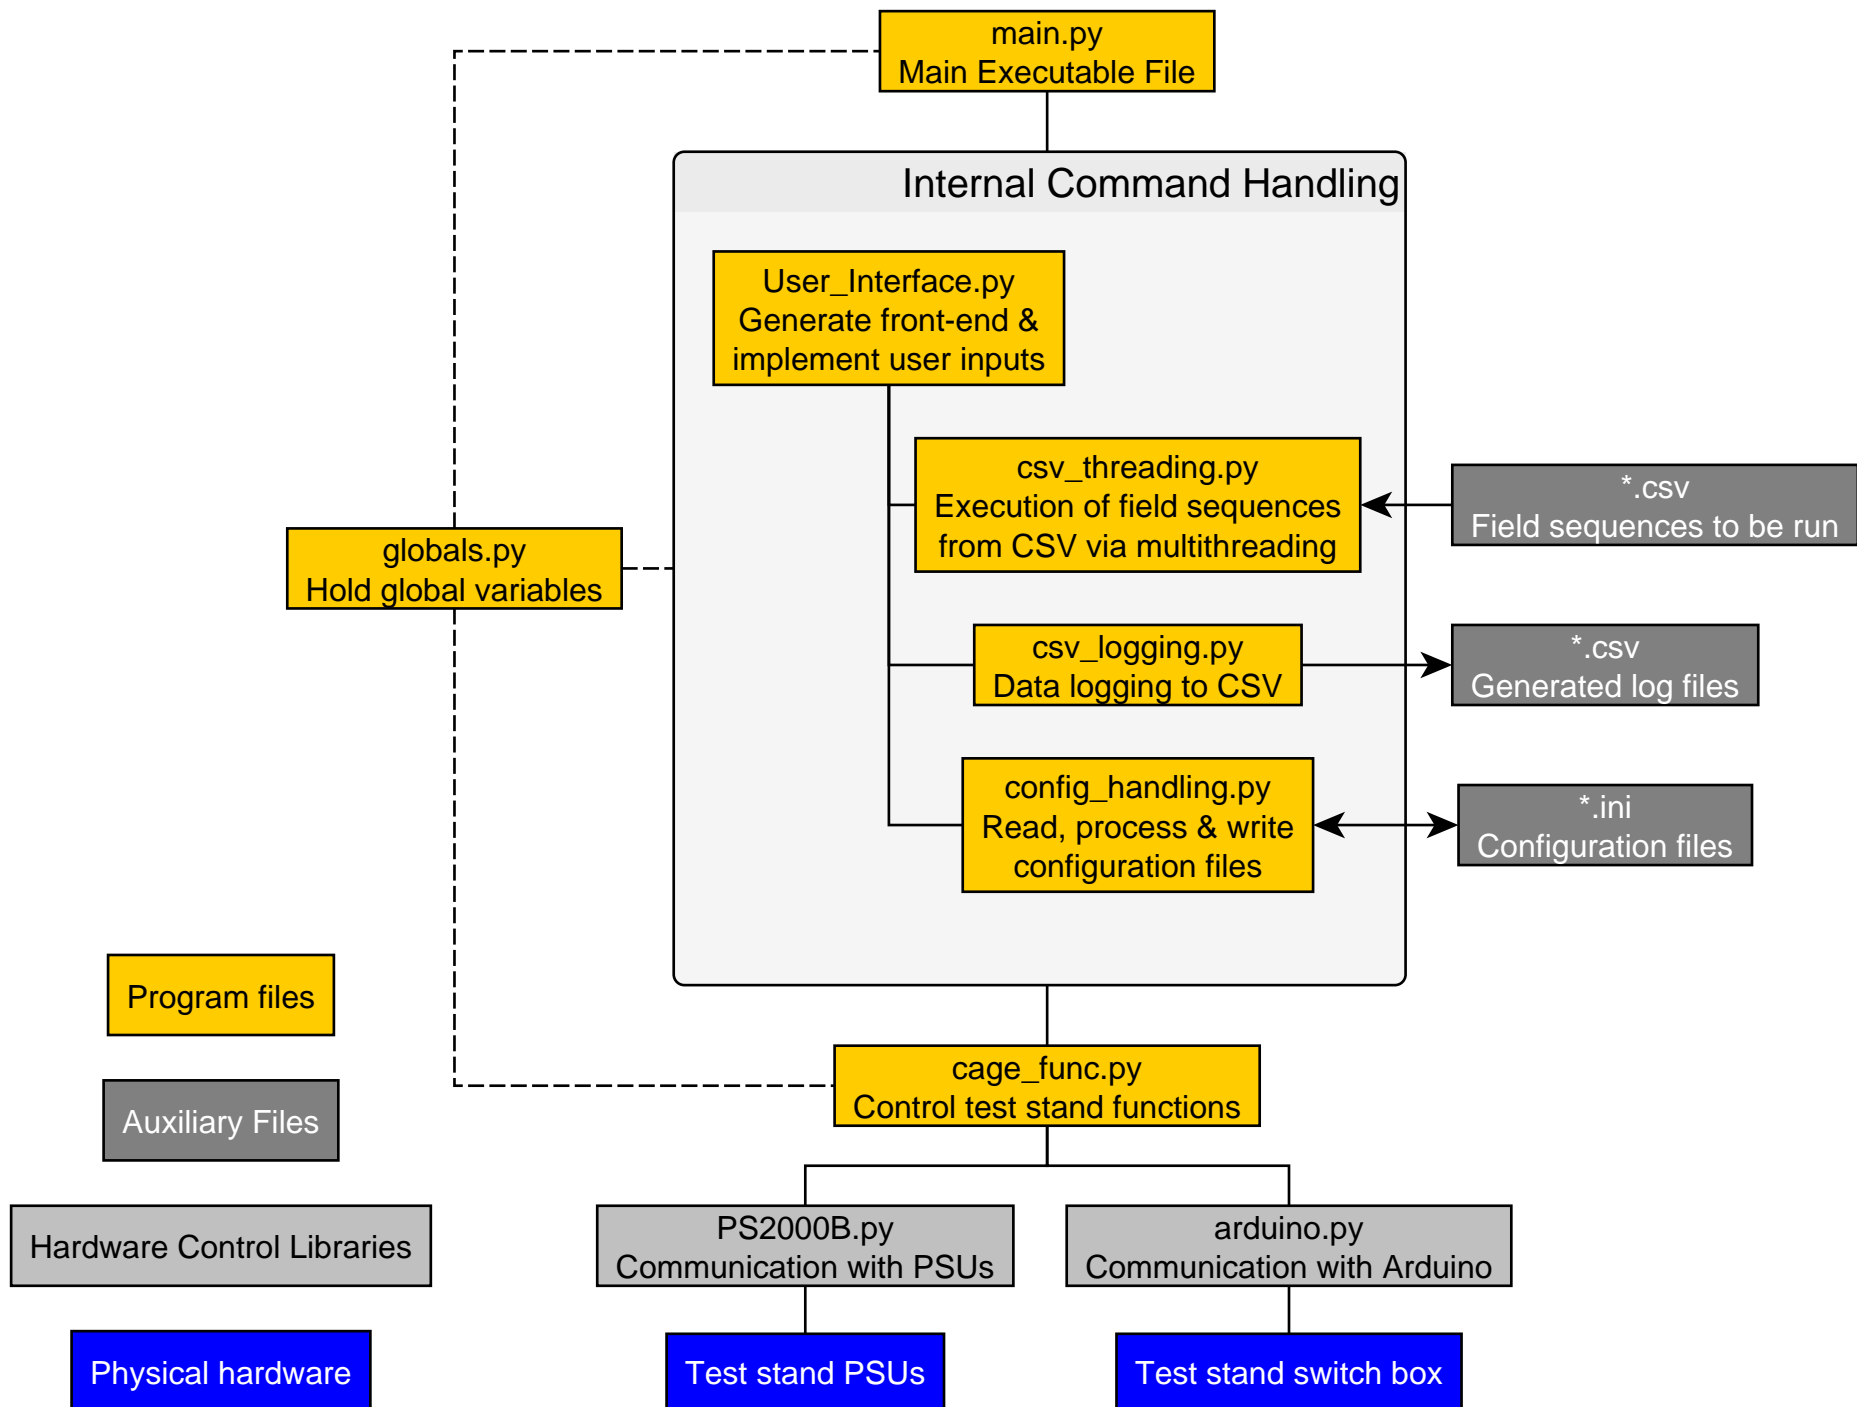 main.py
Main Executable File
Internal Command Handling
User_Interface.py
Generate front-end &
implement user inputs
csv_threading.py
Execution of field sequences
from CSV via multithreading
*.csv
Field sequences to be run
globals.py
Hold global variables
csv_logging.py
Data logging to CSV
*.csv
Generated log files
config_handling.py
Read, process & write
configuration files
*.ini
Configuration files
Program files
cage_func.py
Control test stand functions
Auxiliary Files
Hardware Control Libraries
PS2000B.py
Communication with PSUs
arduino.py
Communication with Arduino
Physical hardware
Test stand PSUs
Test stand switch box